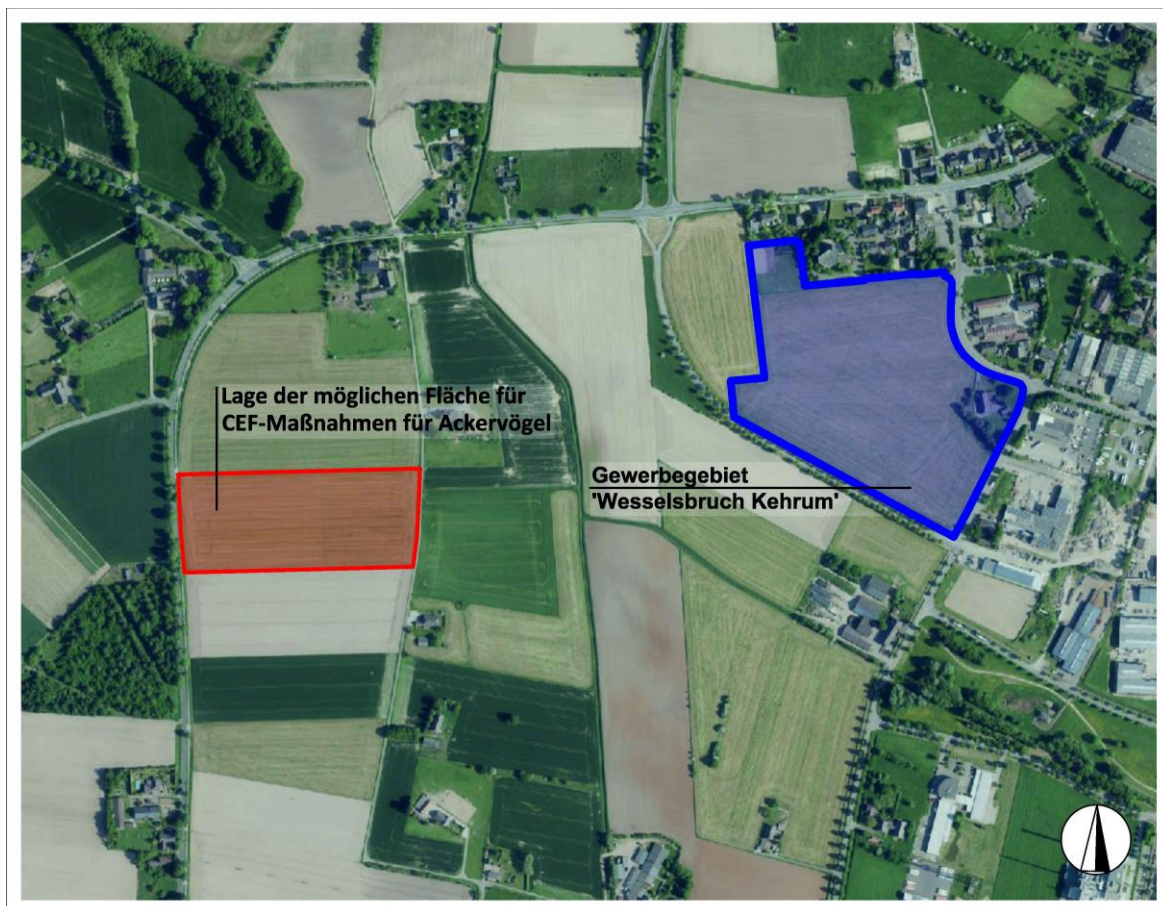 Lage der möglichen Fläche für
CEF-Maßnahmen für Ackervögel
Gewerbegebiet
'Wesselsbruch Kehrum'